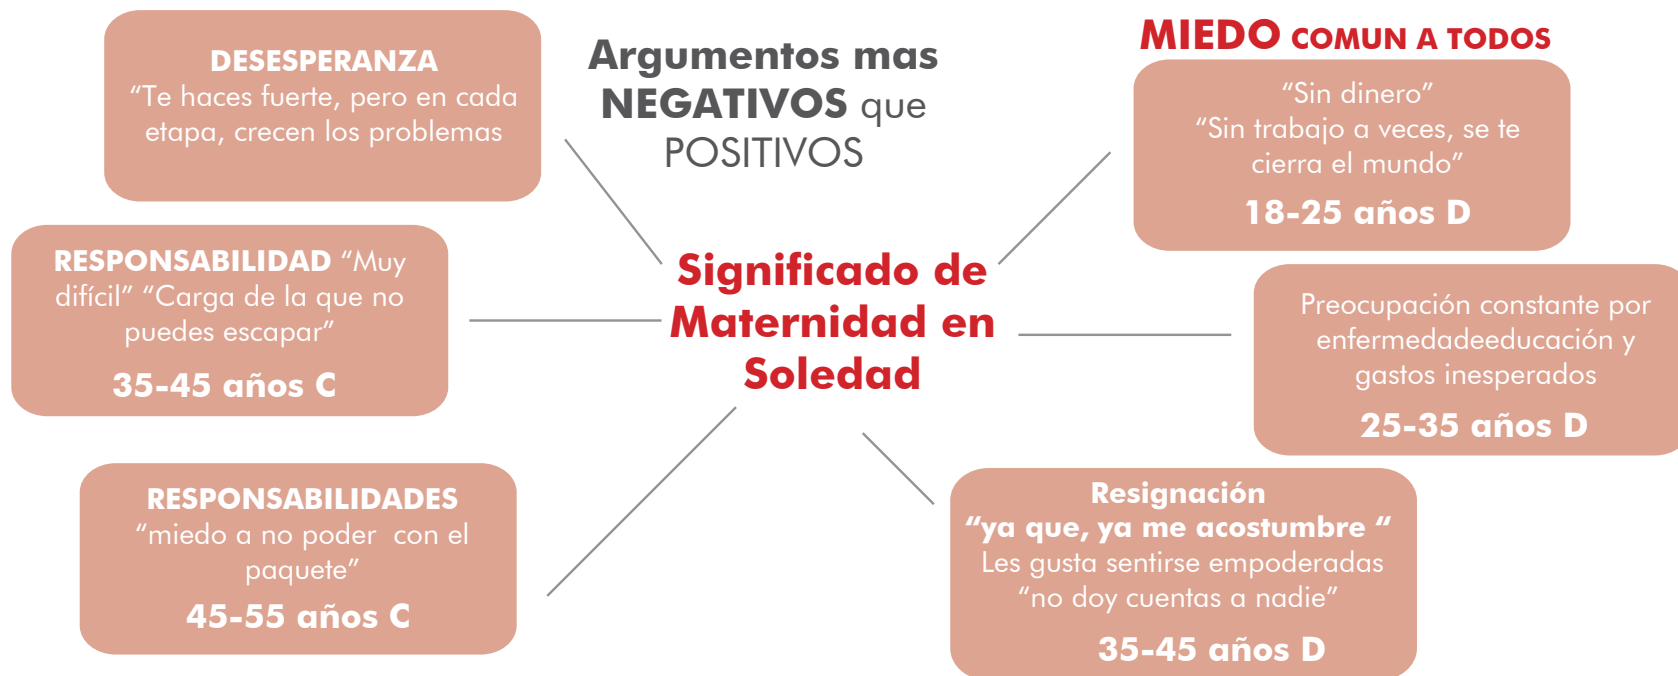 DESESPERANZA
“Te haces fuerte, pero en cada
etapa, crecen los problemas
Argumentos mas
NEGATIVOS que
POSITIVOS
MIEDO COMUN A TODOS
“Sin dinero”
“Sin trabajo a veces, se te
cierra el mundo”
18-25 años D
RESPONSABILIDAD “Muy
difícil” “Carga de la que no
puedes escapar”
35-45 años C
Significado de
Maternidad en
Soledad
Preocupación constante por
enfermedadeeducación y
gastos inesperados
25-35 años D
RESPONSABILIDADES
“miedo a no poder  con el
paquete”
45-55 años C
Resignación
“ya que, ya me acostumbre “
Les gusta sentirse empoderadas
“no doy cuentas a nadie”
35-45 años D